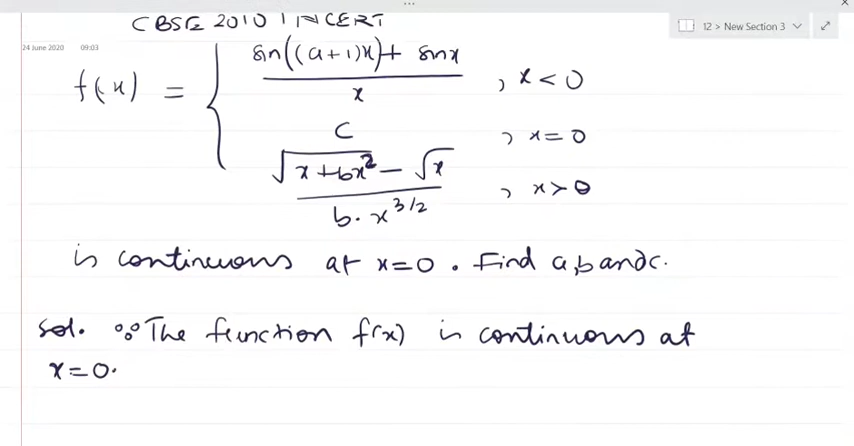 CBSE 2010 | NCERT
12 > New Section 3
24 June 2020 09:03
f(x) = { (sin((a+1)x) + sinx)/x , x < 0
c , x = 0
(√(x+bx²) − √x)/(b·x^3/2) , x > 0
is continuous at x=0. Find a,b and c.
Sol. ∵ The function f(x) is continuous at
x=0.